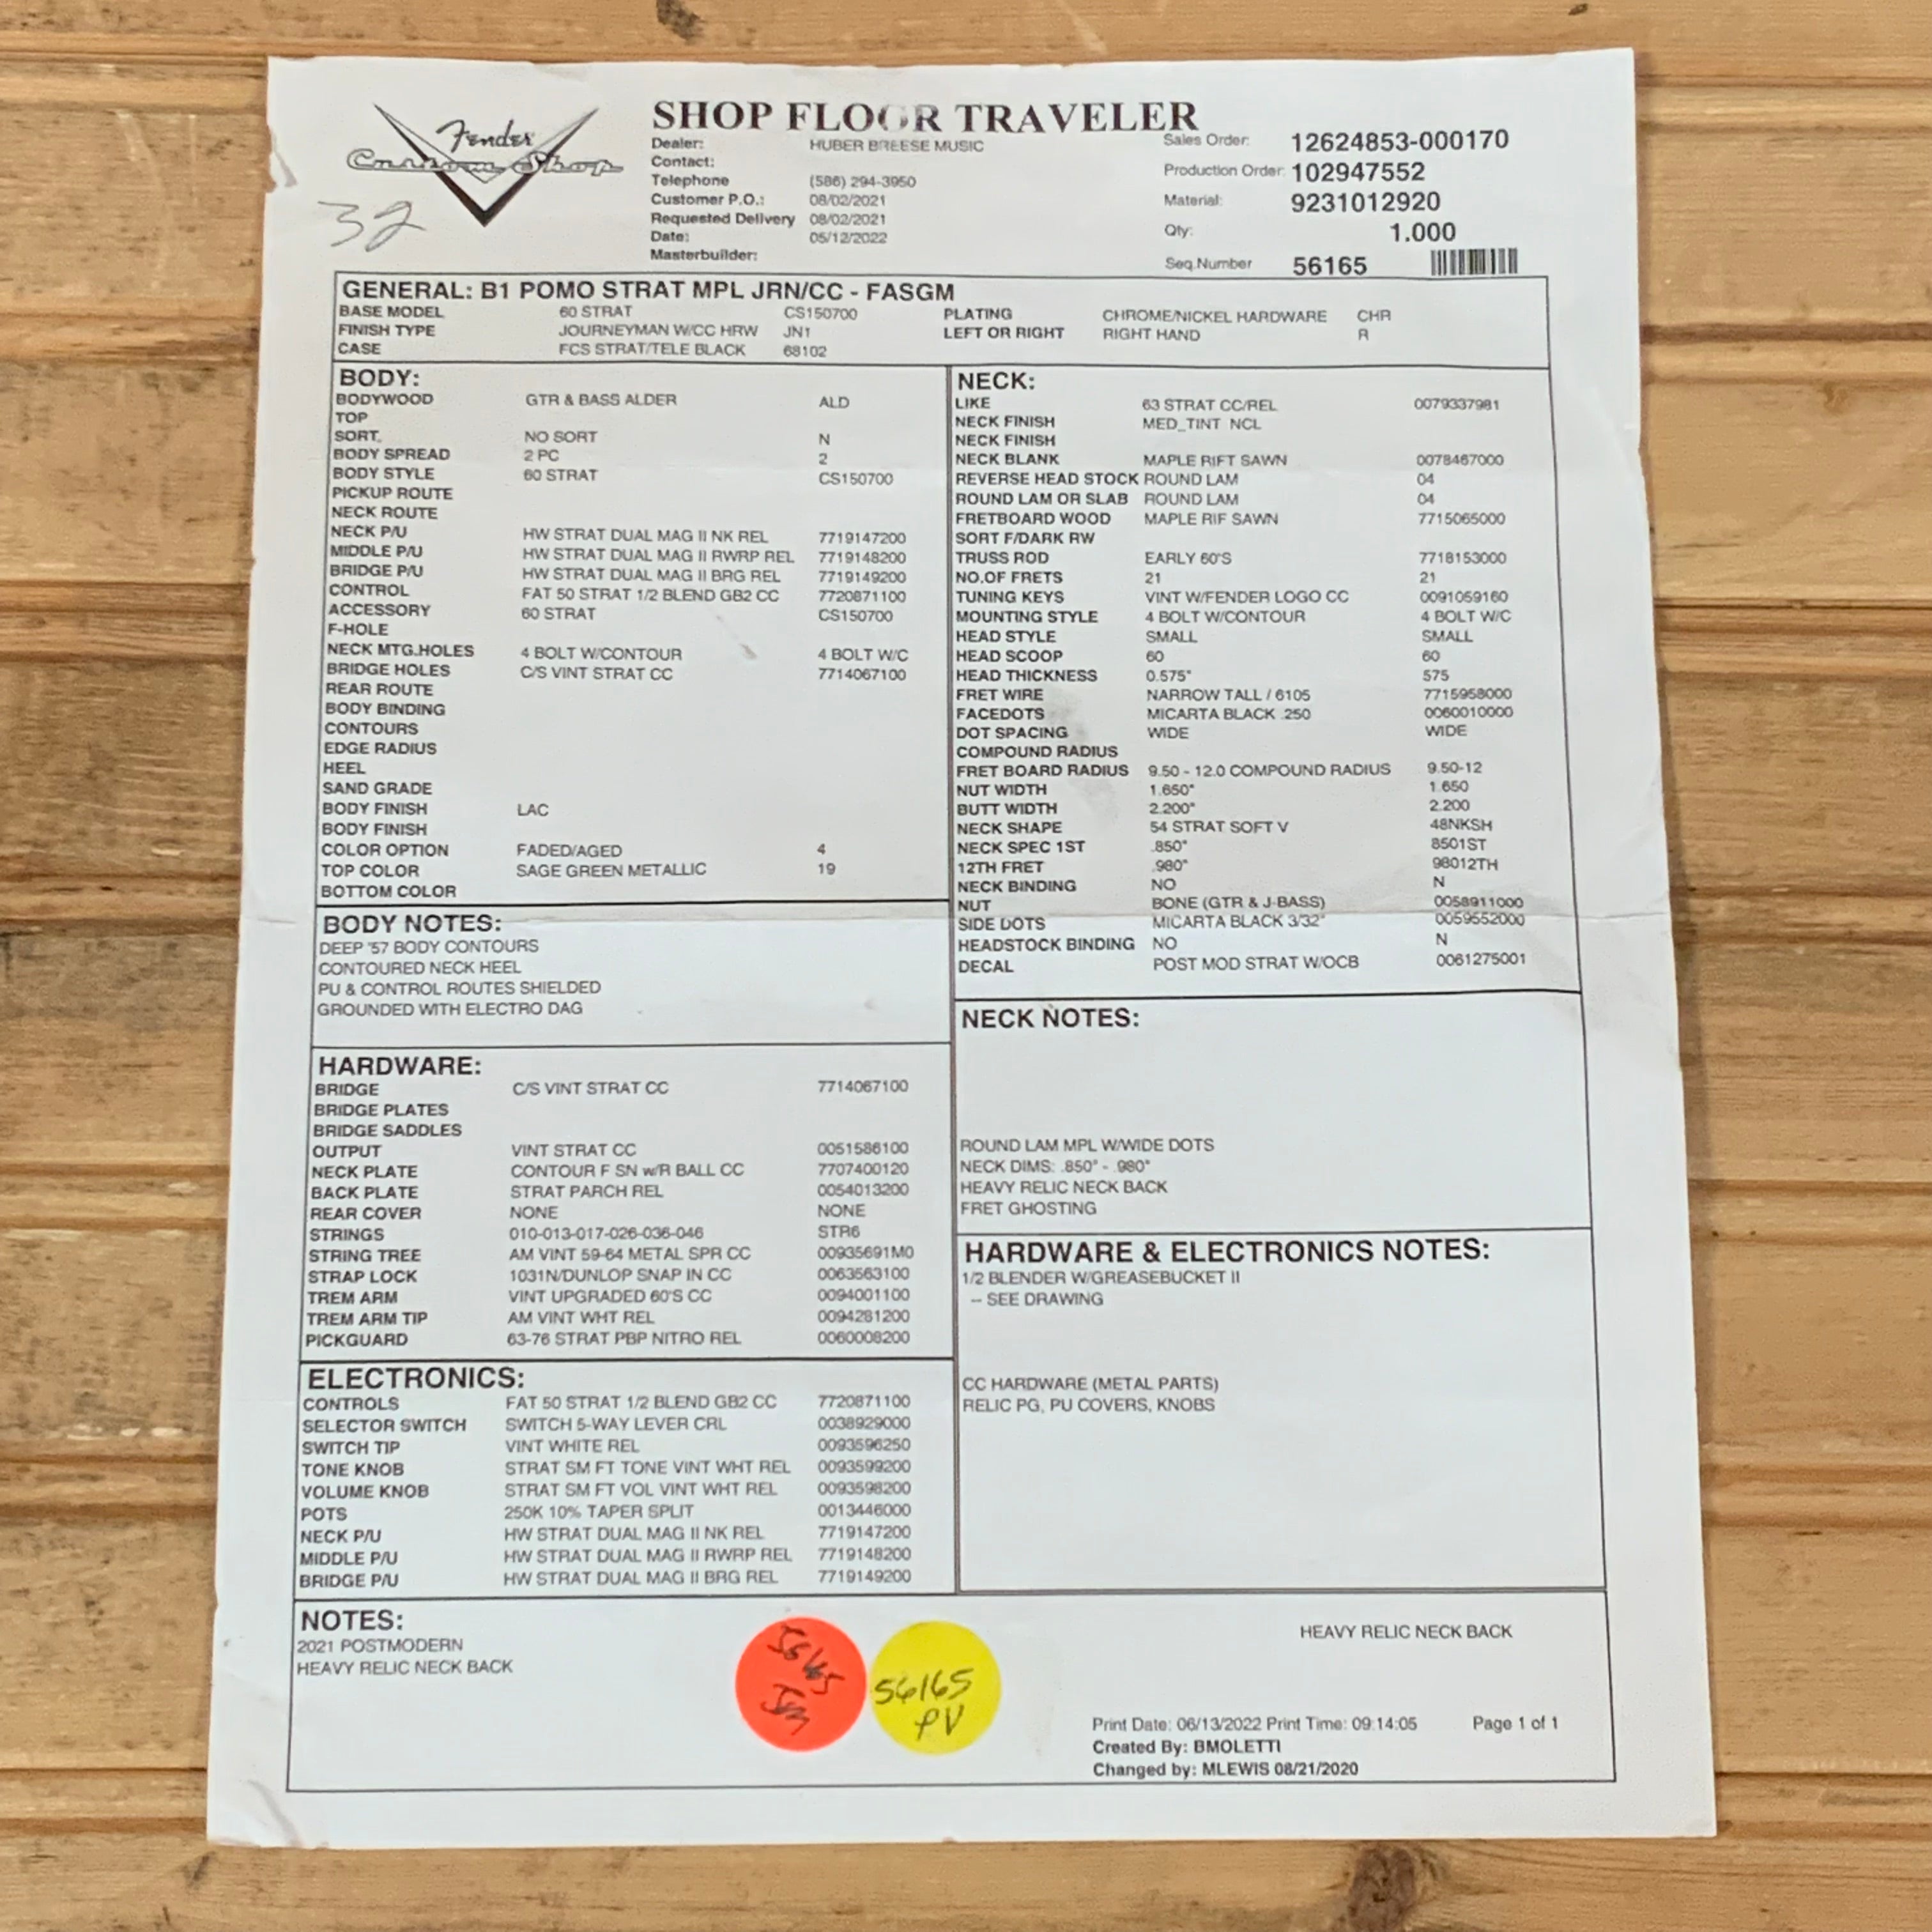 Fender
Custom Shop
32
SHOP FLOOR TRAVELER
Dealer: HUBER BREESE MUSIC
Contact:
Telephone (586) 294-3950
Customer P.O.: 08/02/2021
Requested Delivery 08/02/2021
Date: 05/12/2022
Masterbuilder:
Sales Order: 12624853-000170
Production Order: 102947552
Material: 9231012920
Qty: 1.000
Seq.Number 56165
GENERAL: B1 POMO STRAT MPL JRN/CC - FASGM
BASE MODEL 60 STRAT CS150700 PLATING CHROME/NICKEL HARDWARE CHR
FINISH TYPE JOURNEYMAN W/CC HRW JN1 LEFT OR RIGHT RIGHT HAND R
CASE FCS STRAT/TELE BLACK 68102
BODY:
BODYWOOD GTR & BASS ALDER ALD
TOP
SORT. NO SORT N
BODY SPREAD 2 PC 2
BODY STYLE 60 STRAT CS150700
PICKUP ROUTE
NECK ROUTE
NECK P/U HW STRAT DUAL MAG II NK REL 7719147200
MIDDLE P/U HW STRAT DUAL MAG II RWRP REL 7719148200
BRIDGE P/U HW STRAT DUAL MAG II BRG REL 7719149200
CONTROL FAT 50 STRAT 1/2 BLEND GB2 CC 7720871100
ACCESSORY 60 STRAT CS150700
F-HOLE
NECK MTG.HOLES 4 BOLT W/CONTOUR 4 BOLT W/C
BRIDGE HOLES C/S VINT STRAT CC 7714067100
REAR ROUTE
BODY BINDING
CONTOURS
EDGE RADIUS
HEEL
SAND GRADE
BODY FINISH LAC
BODY FINISH
COLOR OPTION FADED/AGED 4
TOP COLOR SAGE GREEN METALLIC 19
BOTTOM COLOR
BODY NOTES:
DEEP '57 BODY CONTOURS
CONTOURED NECK HEEL
PU & CONTROL ROUTES SHIELDED
GROUNDED WITH ELECTRO DAG
HARDWARE:
BRIDGE C/S VINT STRAT CC 7714067100
BRIDGE PLATES
BRIDGE SADDLES
OUTPUT VINT STRAT CC 0051586100
NECK PLATE CONTOUR F SN w/R BALL CC 7707400120
BACK PLATE STRAT PARCH REL 0054013200
REAR COVER NONE NONE
STRINGS 010-013-017-026-036-046 STR6
STRING TREE AM VINT 59-64 METAL SPR CC 00935691M0
STRAP LOCK 1031N/DUNLOP SNAP IN CC 0063563100
TREM ARM VINT UPGRADED 60'S CC 0094001100
TREM ARM TIP AM VINT WHT REL 0094281200
PICKGUARD 63-76 STRAT PBP NITRO REL 0060008200
ELECTRONICS:
CONTROLS FAT 50 STRAT 1/2 BLEND GB2 CC 7720871100
SELECTOR SWITCH SWITCH 5-WAY LEVER CRL 0038929000
SWITCH TIP VINT WHITE REL 0093596250
TONE KNOB STRAT SM FT TONE VINT WHT REL 0093599200
VOLUME KNOB STRAT SM FT VOL VINT WHT REL 0093598200
POTS 250K 10% TAPER SPLIT 0013446000
NECK P/U HW STRAT DUAL MAG II NK REL 7719147200
MIDDLE P/U HW STRAT DUAL MAG II RWRP REL 7719148200
BRIDGE P/U HW STRAT DUAL MAG II BRG REL 7719149200
NECK:
LIKE 63 STRAT CC/REL 0079337981
NECK FINISH MED_TINT NCL
NECK FINISH
NECK BLANK MAPLE RIFT SAWN 0078467000
REVERSE HEAD STOCK ROUND LAM 04
ROUND LAM OR SLAB ROUND LAM 04
FRETBOARD WOOD MAPLE RIF SAWN 7715065000
SORT F/DARK RW
TRUSS ROD EARLY 60'S 7718153000
NO.OF FRETS 21 21
TUNING KEYS VINT W/FENDER LOGO CC 0091059160
MOUNTING STYLE 4 BOLT W/CONTOUR 4 BOLT W/C
HEAD STYLE SMALL SMALL
HEAD SCOOP 60 60
HEAD THICKNESS 0.575" 575
FRET WIRE NARROW TALL / 6105 7715958000
FACEDOTS MICARTA BLACK .250 0060010000
DOT SPACING WIDE WIDE
COMPOUND RADIUS
FRET BOARD RADIUS 9.50 - 12.0 COMPOUND RADIUS 9.50-12
NUT WIDTH 1.650" 1.650
BUTT WIDTH 2.200" 2.200
NECK SHAPE 54 STRAT SOFT V 48NKSH
NECK SPEC 1ST .850" 8501ST
12TH FRET .980" 98012TH
NECK BINDING NO N
NUT BONE (GTR & J-BASS) 0058911000
SIDE DOTS MICARTA BLACK 3/32" 0059552000
HEADSTOCK BINDING NO N
DECAL POST MOD STRAT W/OCB 0061275001
NECK NOTES:
ROUND LAM MPL W/WIDE DOTS
NECK DIMS: .850" - .980"
HEAVY RELIC NECK BACK
FRET GHOSTING
HARDWARE & ELECTRONICS NOTES:
1/2 BLENDER W/GREASEBUCKET II
-- SEE DRAWING
CC HARDWARE (METAL PARTS)
RELIC PG, PU COVERS, KNOBS
NOTES:
2021 POSTMODERN
HEAVY RELIC NECK BACK
56165
56165
PV
HEAVY RELIC NECK BACK
Print Date: 06/13/2022 Print Time: 09:14:05 Page 1 of 1
Created By: BMOLETTI
Changed by: MLEWIS 08/21/2020